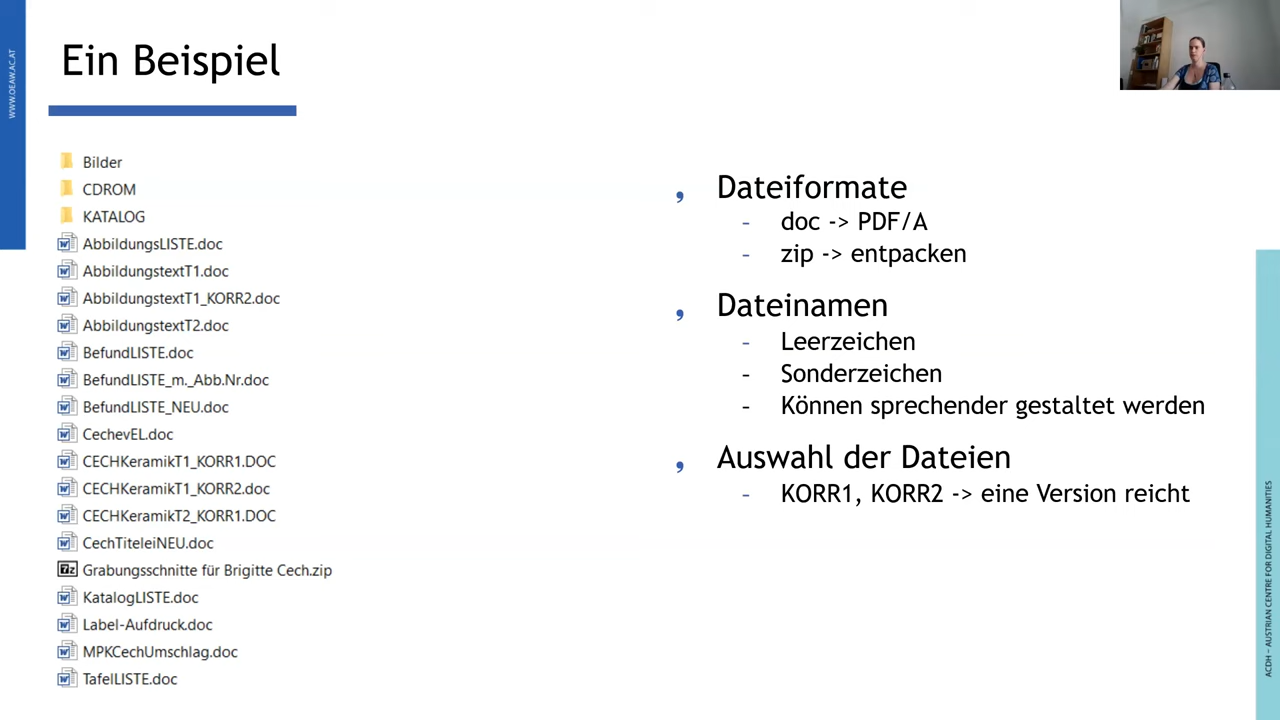 WWW.OEAW.AC.AT
Ein Beispiel
Bilder
CDROM
KATALOG
AbbildungsLISTE.doc
AbbildungstextT1.doc
AbbildungstextT1_KORR2.doc
AbbildungstextT2.doc
BefundLISTE.doc
BefundLISTE_m._Abb.Nr.doc
BefundLISTE_NEU.doc
CechevEL.doc
CECHKeramikT1_KORR1.DOC
CECHKeramikT1_KORR2.doc
CECHKeramikT2_KORR1.DOC
CechTiteleiNEU.doc
7z Grabungsschnitte für Brigitte Cech.zip
KatalogLISTE.doc
Label-Aufdruck.doc
MPKCechUmschlag.doc
TafelLISTE.doc
, Dateiformate
- doc -> PDF/A
- zip -> entpacken
, Dateinamen
- Leerzeichen
- Sonderzeichen
- Können sprechender gestaltet werden
, Auswahl der Dateien
- KORR1, KORR2 -> eine Version reicht
ACDH – AUSTRIAN CENTRE FOR DIGITAL HUMANITIES